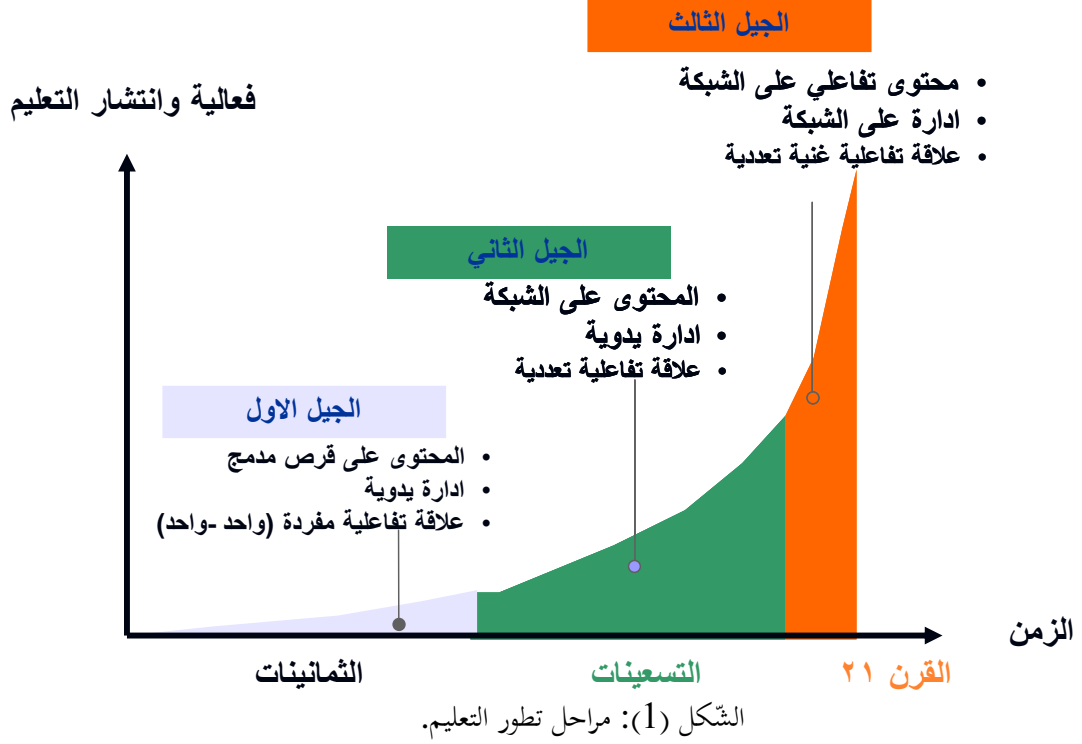 الجيل الثالث
• محتوى تفاعلي على الشبكة
• ادارة على الشبكة
• علاقة تفاعلية غنية تعددية
فعالية وانتشار التعليم
الجيل الثاني
• المحتوى على الشبكة
• ادارة يدوية
• علاقة تفاعلية تعددية
الجيل الاول
• المحتوى على قرص مدمج
• ادارة يدوية
• علاقة تفاعلية مفردة (واحد -واحد)
الزمن
الثمانينات
التسعينات
القرن ٢١
الشّكل (1): مراحل تطور التعليم.